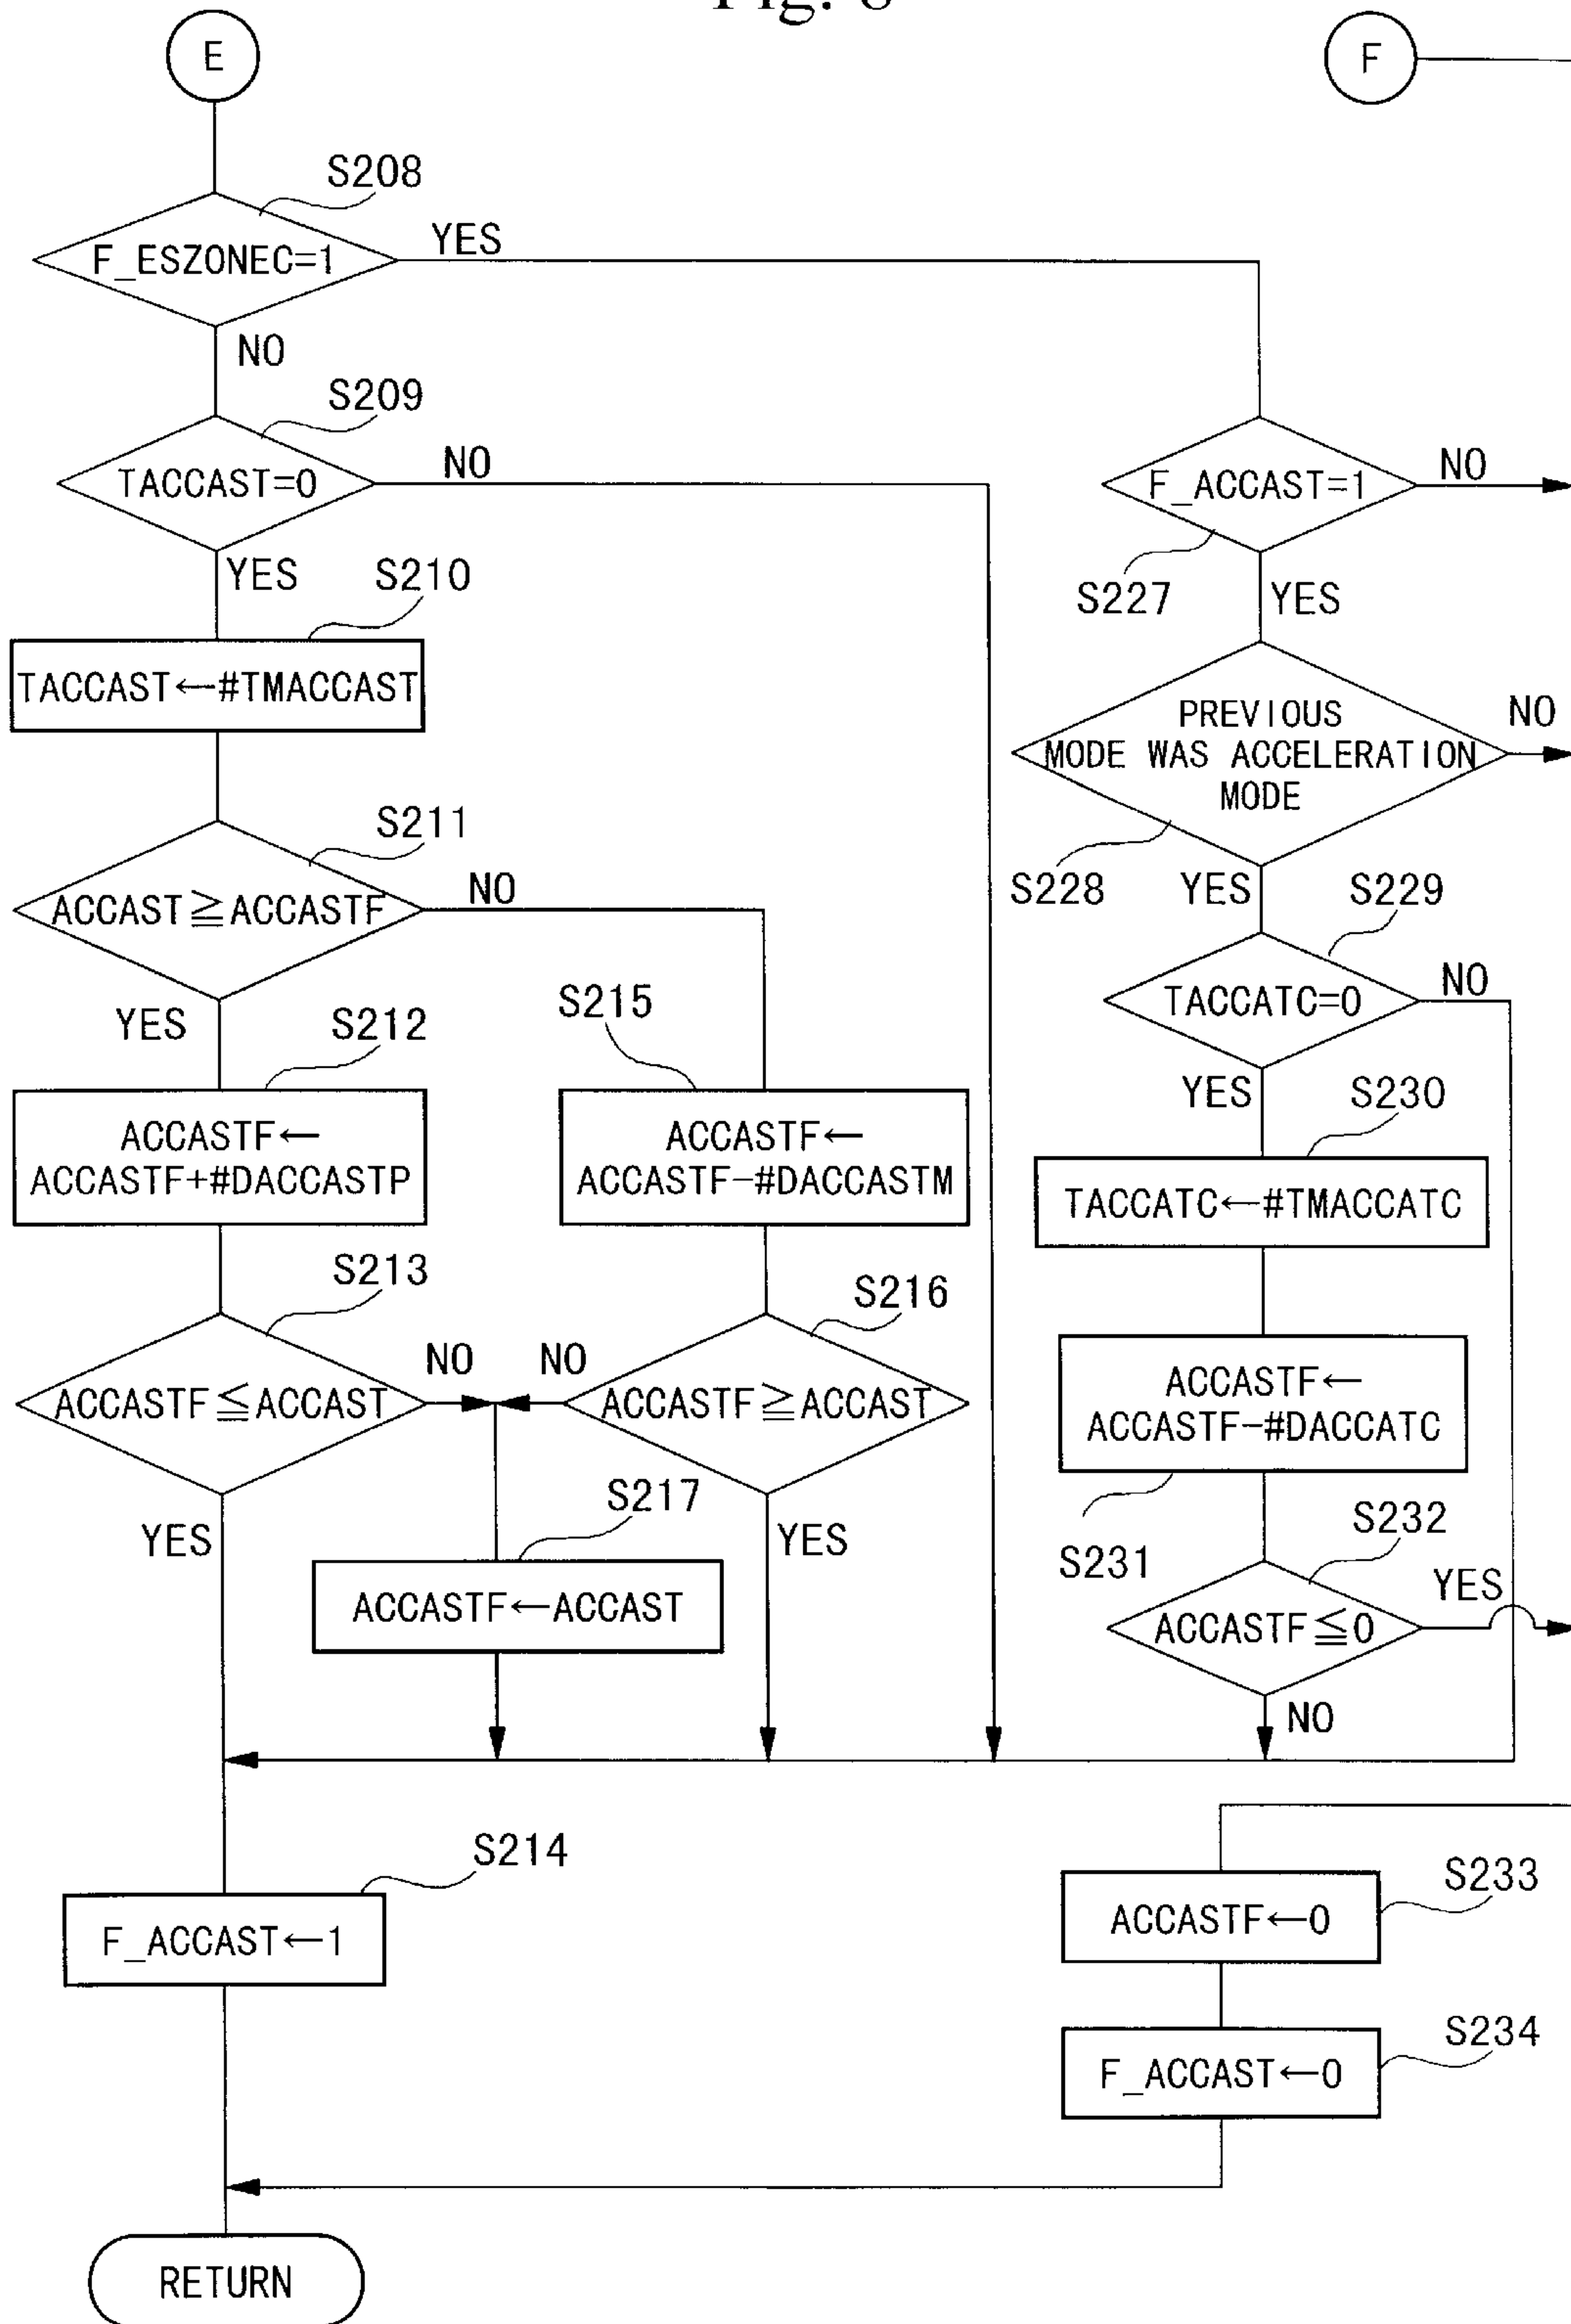 E
F
S208
F_ESZONEC=1
YES
NO
S209
TACCAST=0
NO
YES
F_ACCAST=1
NO
S227
YES
S210
TACCAST←#TMACCAST
PREVIOUS
MODE WAS ACCELERATION
MODE
NO
S228
YES
S211
ACCAST≧ACCASTF
NO
YES
S229
TACCATC=0
NO
YES
S212
ACCASTF←
ACCASTF+#DACCASTP
S215
ACCASTF←
ACCASTF−#DACCASTM
S230
TACCATC←#TMACCATC
S213
ACCASTF≦ACCAST
NO
YES
S216
ACCASTF≧ACCAST
NO
YES
ACCASTF←
ACCASTF−#DACCATC
S231
S217
ACCASTF←ACCAST
S232
ACCASTF≦0
YES
NO
S214
F_ACCAST←1
S233
ACCASTF←0
S234
F_ACCAST←0
RETURN